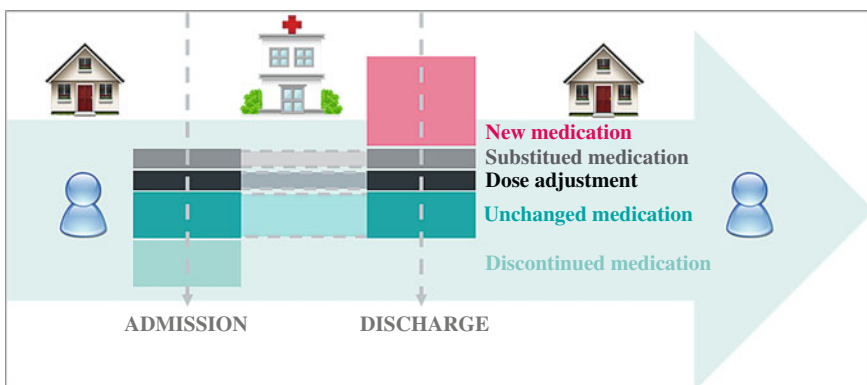 New medication
Substitued medication
Dose adjustment
Unchanged medication
Discontinued medication
ADMISSION
DISCHARGE